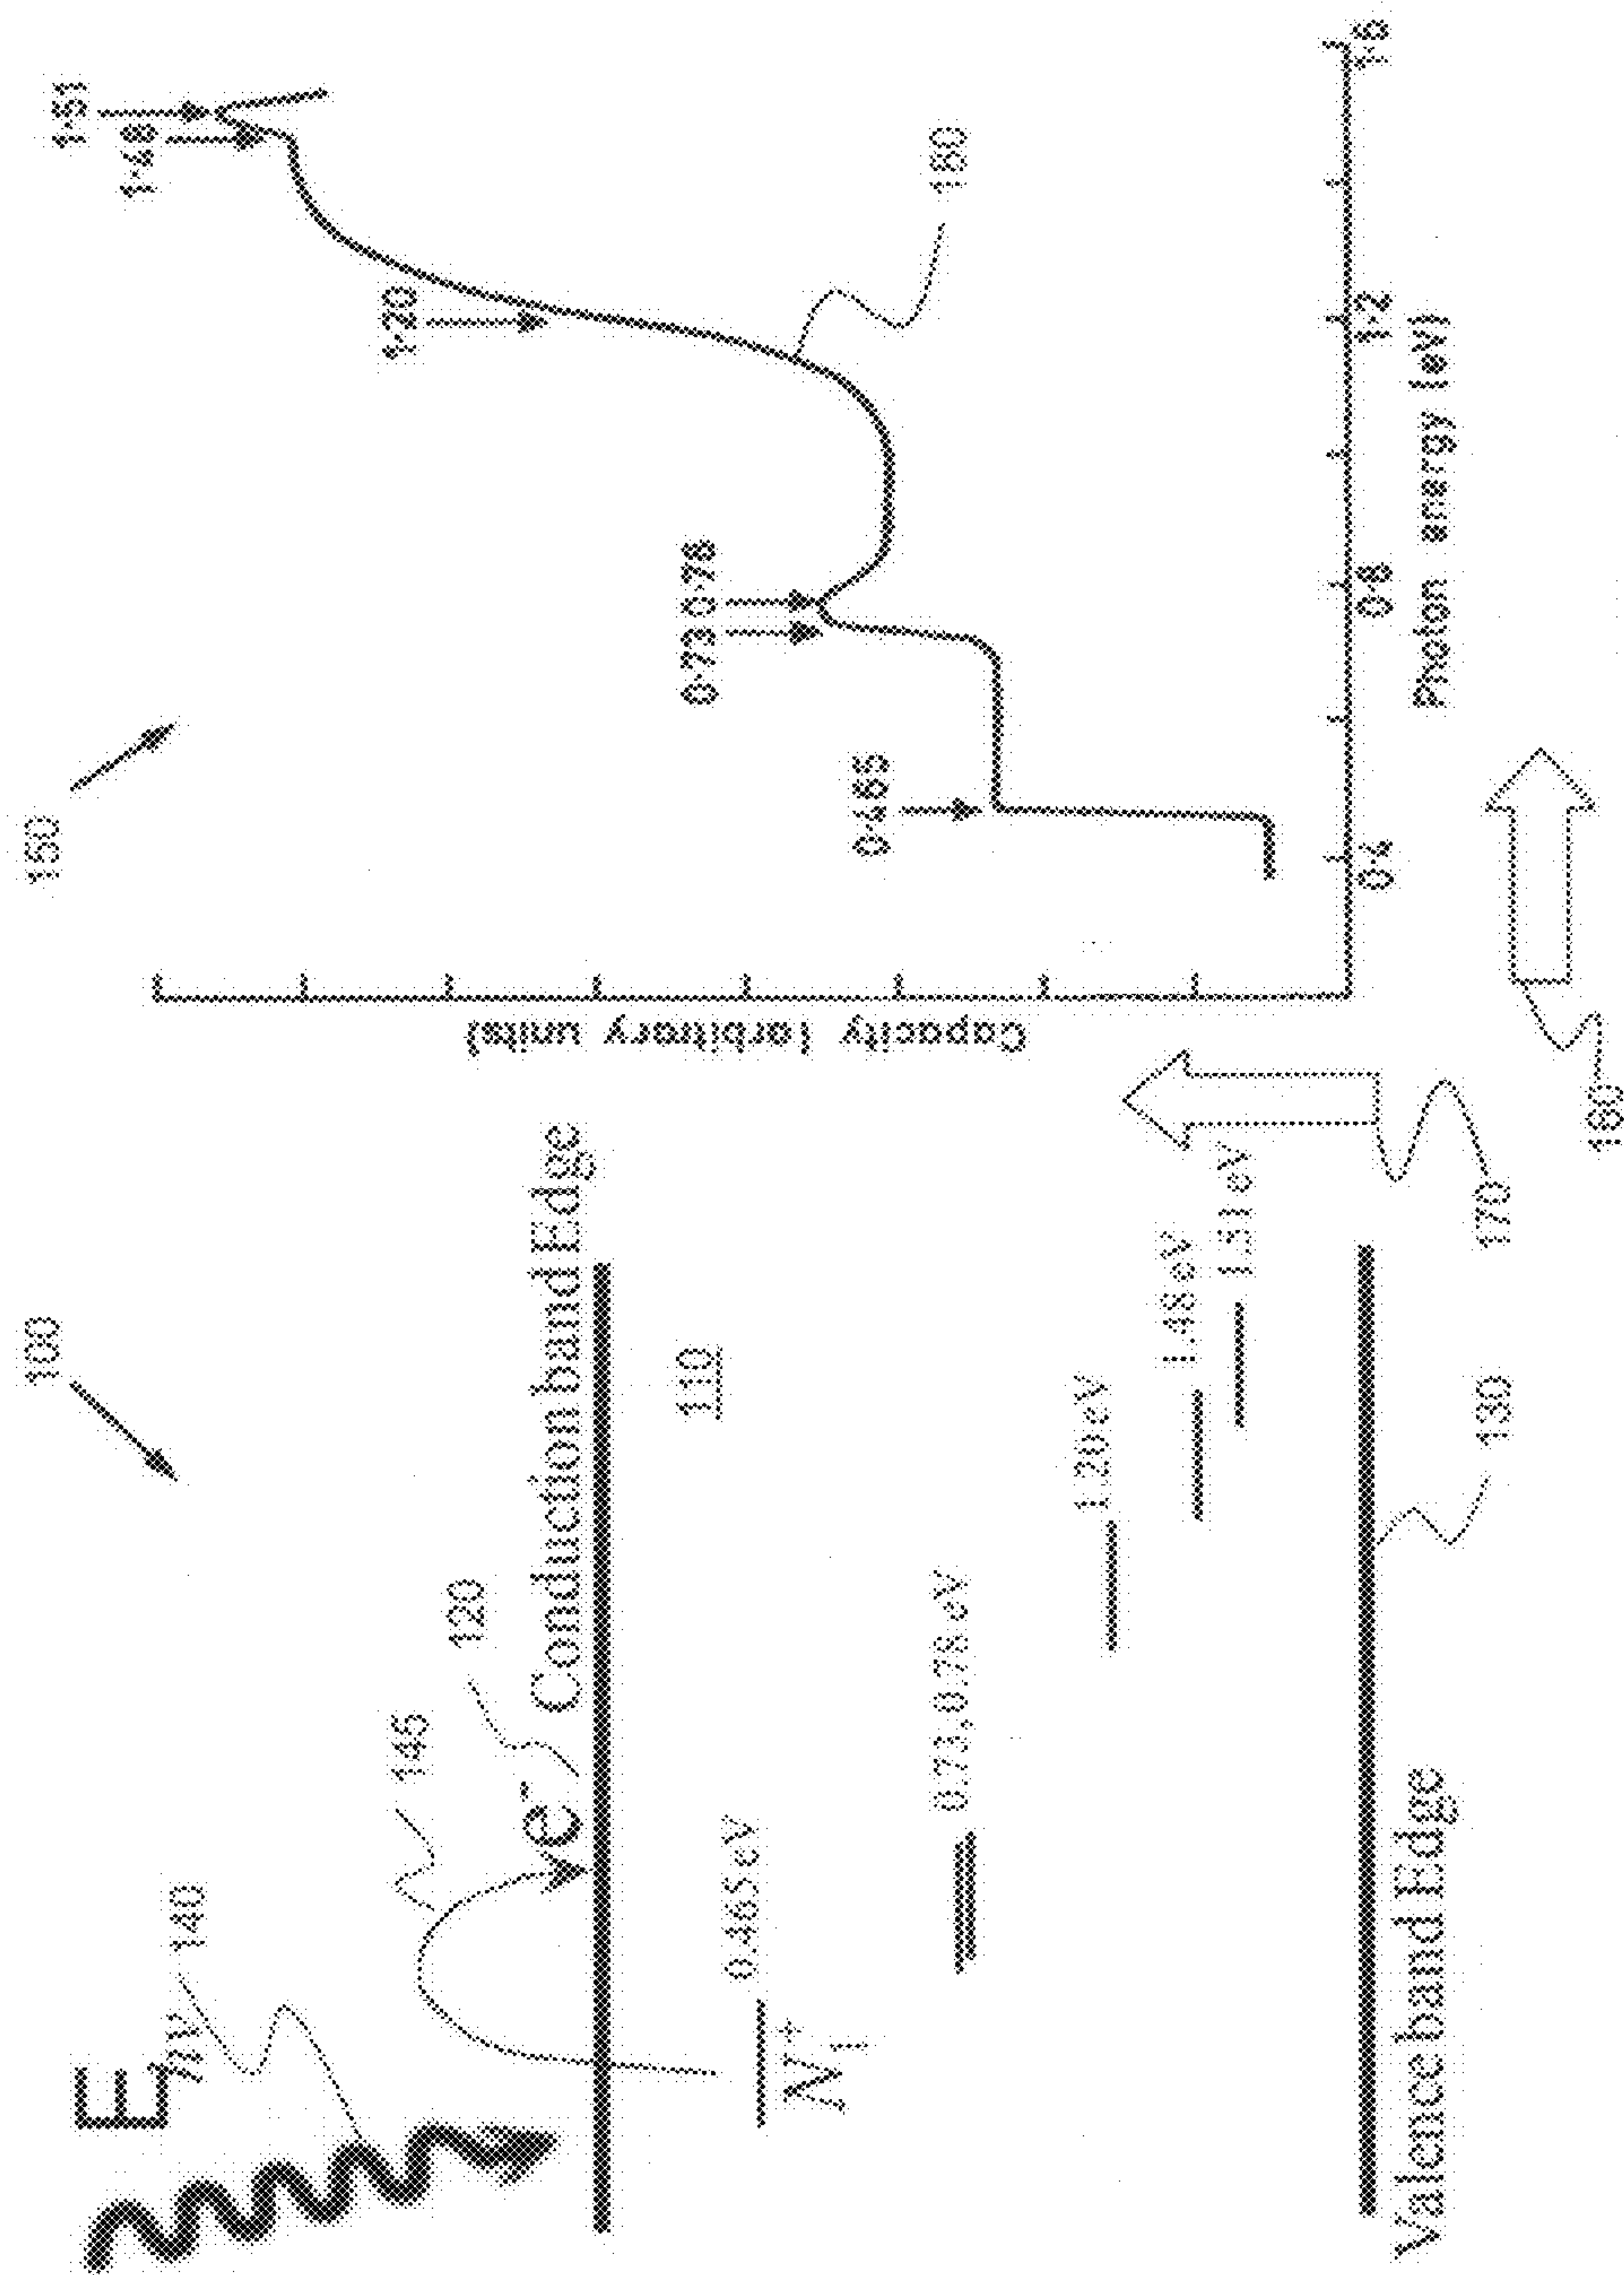 100
E_hν
140
145
120
e⁻
Conduction band Edge
110
0.465 eV
N_i^+
0.73, 0.78 eV
1.20 eV
1.48 eV
1.51 eV
130
Valence band Edge
150
1·51
1·48
1·20
0·73 0·78
0·465
160
Capacity (arbitrary units)
0·4
0·8
1·2
1·6
Photon energy (eV)
170
180